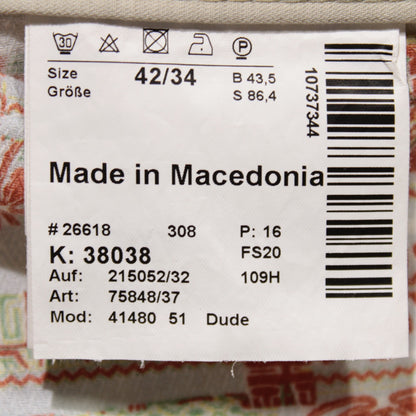 30 P
Size 42/34 B 43,5
Größe S 86,4
10737344
Made in Macedonia
# 26618 308 P: 16
K: 38038 FS20
Auf: 215052/32 109H
Art: 75848/37
Mod: 41480 51 Dude